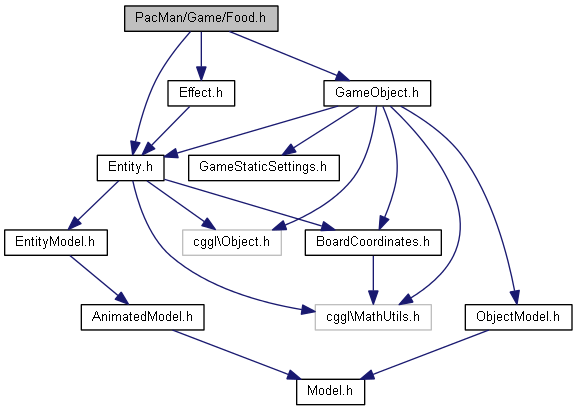 PacMan/Game/Food.h
Effect.h
GameObject.h
Entity.h
GameStaticSettings.h
EntityModel.h
cggl\Object.h
BoardCoordinates.h
AnimatedModel.h
cggl\MathUtils.h
ObjectModel.h
Model.h